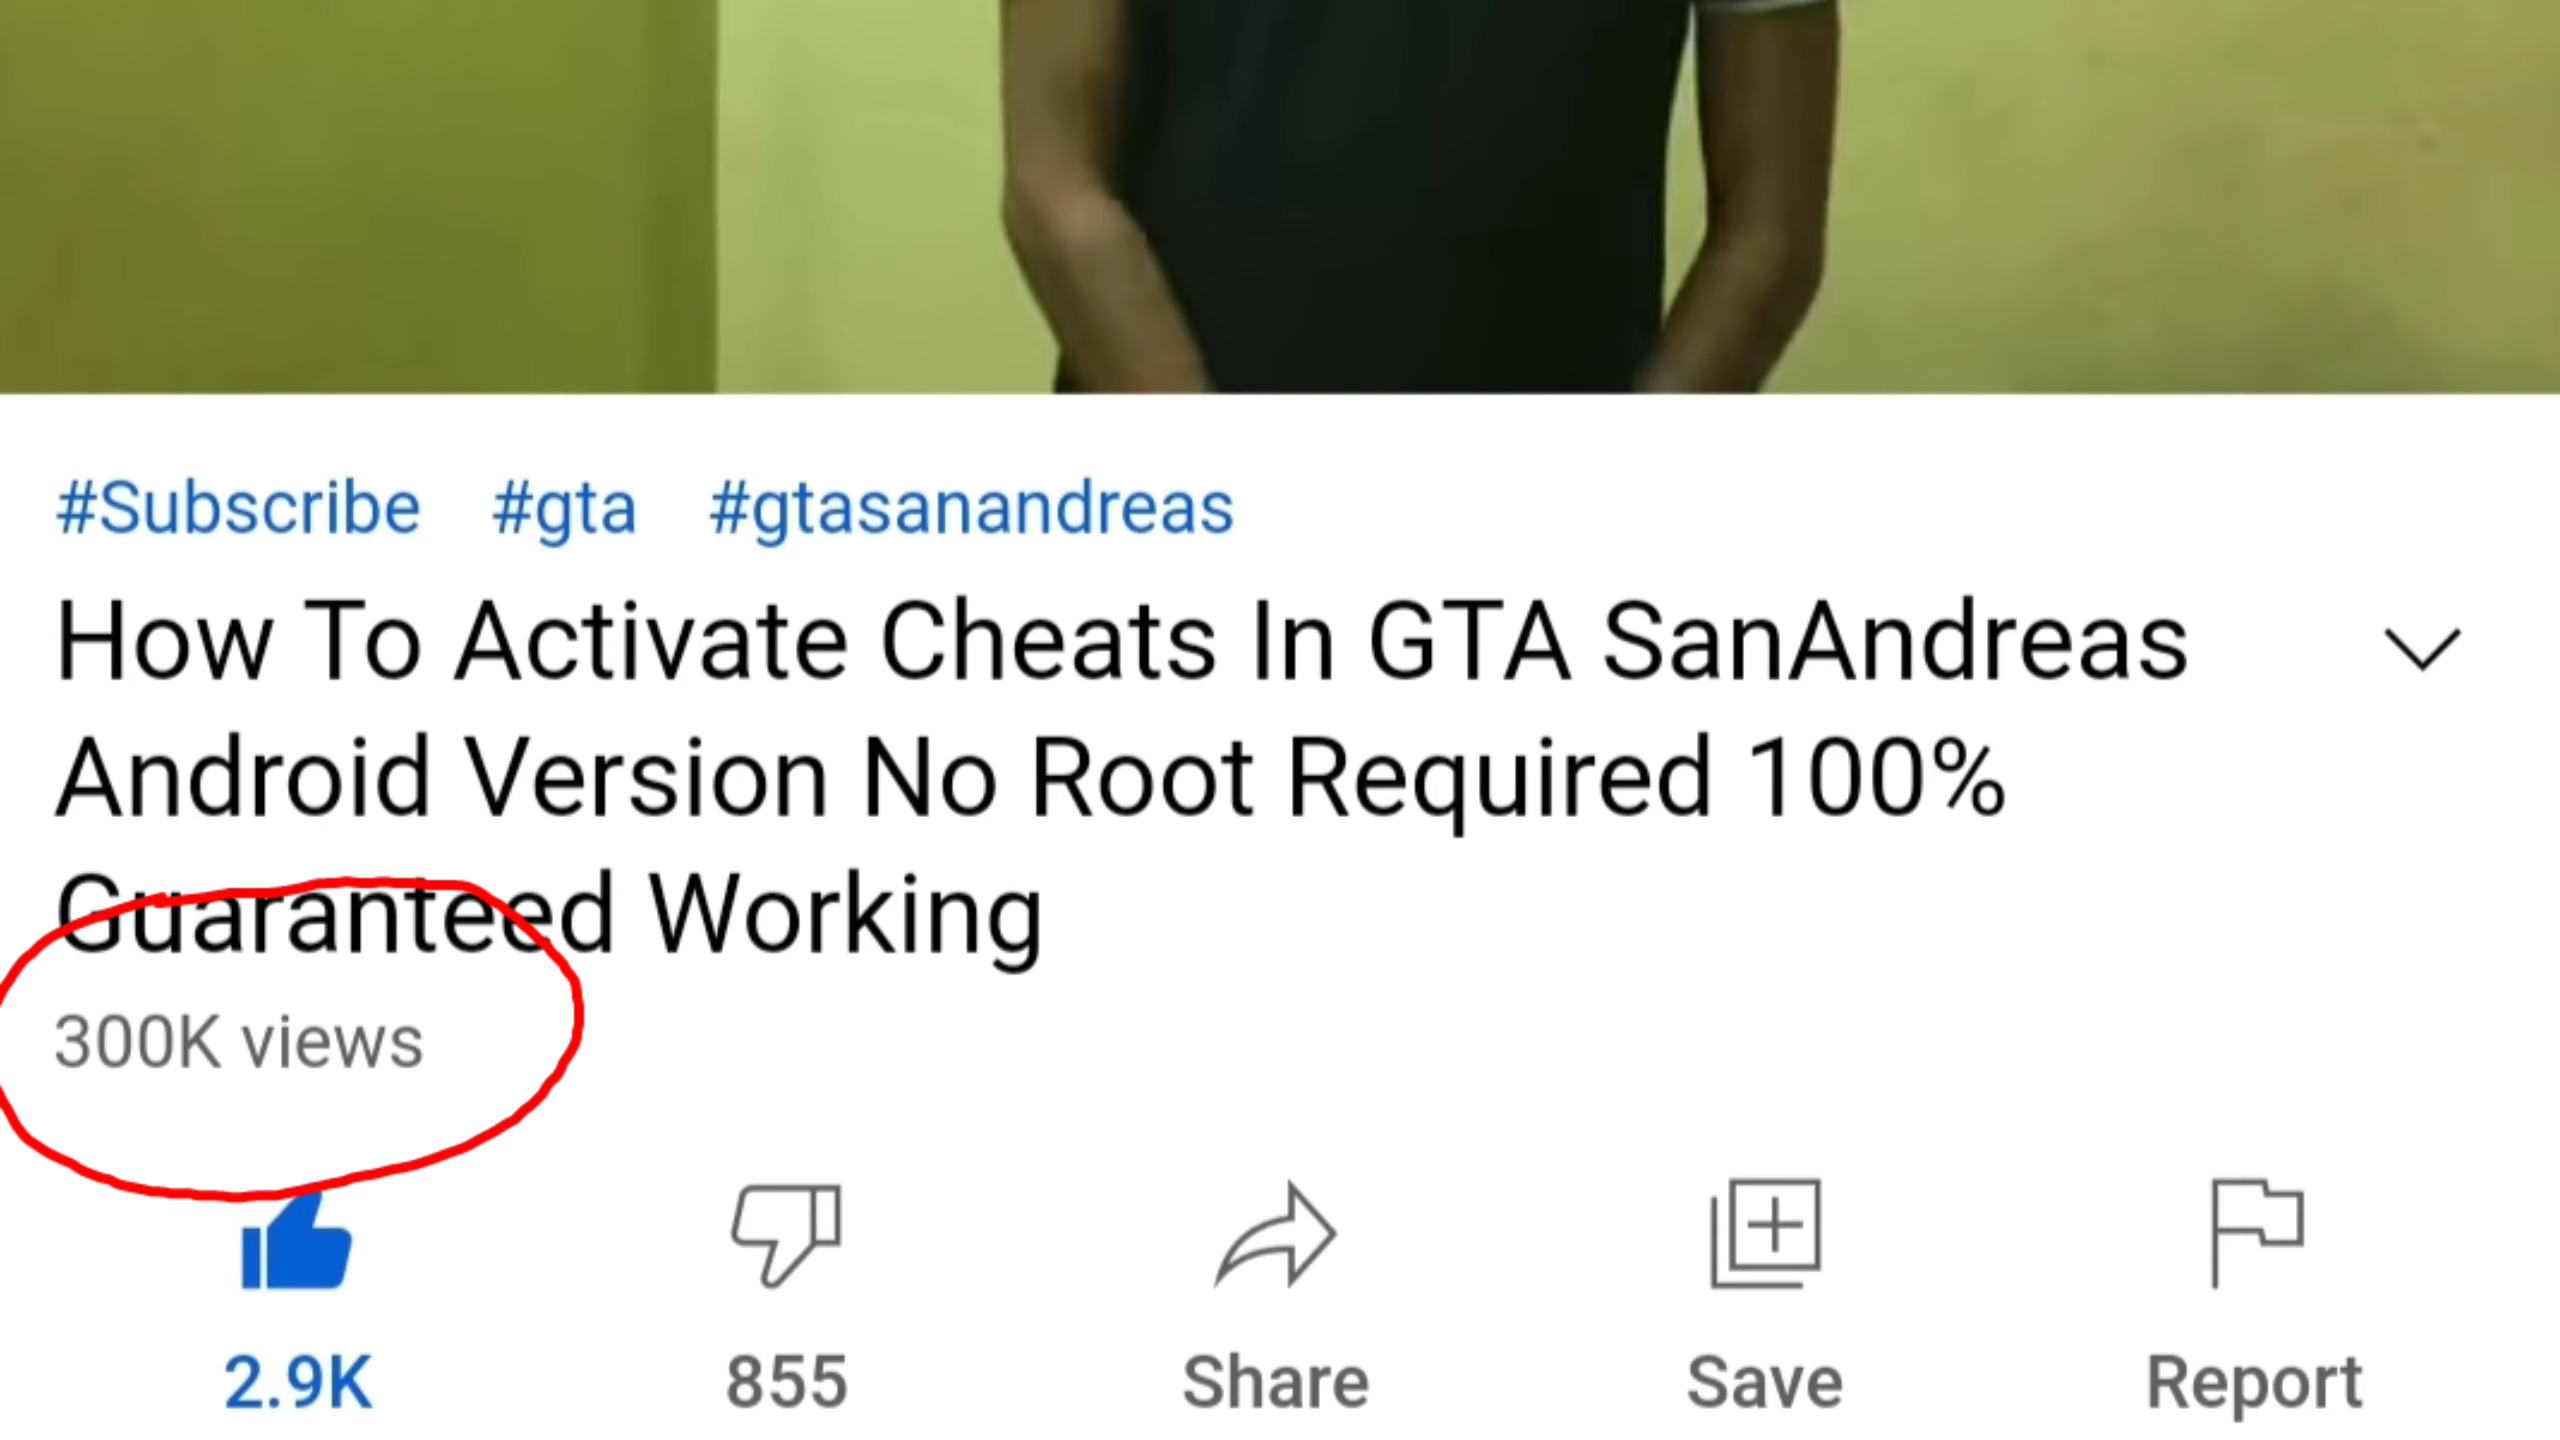 #Subscribe #gta #gtasanandreas
How To Activate Cheats In GTA SanAndreas
Android Version No Root Required 100%
Guaranteed Working
300K views
2.9K 855 Share Save Report